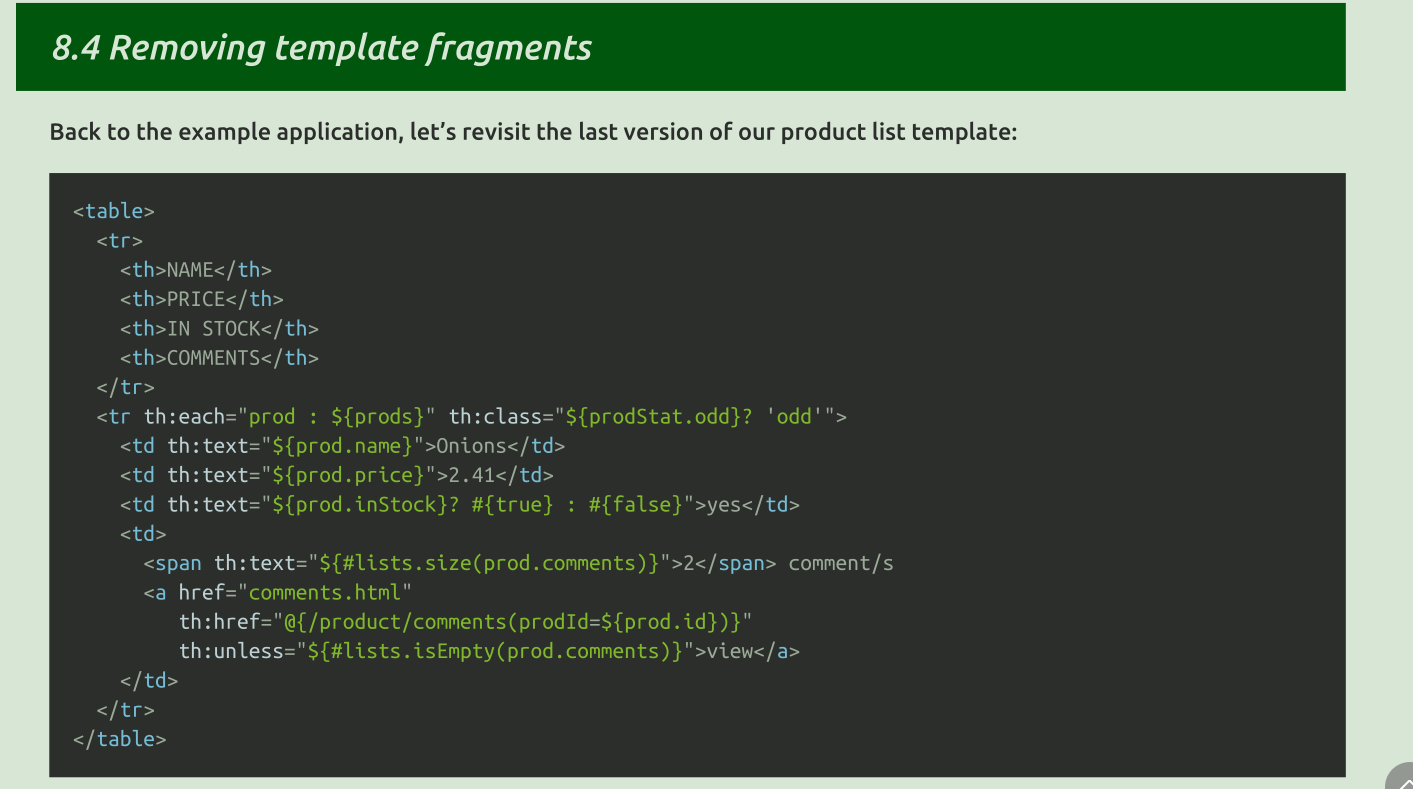 8.4 Removing template fragments
Back to the example application, let’s revisit the last version of our product list template:
<table>
  <tr>
    <th>NAME</th>
    <th>PRICE</th>
    <th>IN STOCK</th>
    <th>COMMENTS</th>
  </tr>
  <tr th:each="prod : ${prods}" th:class="${prodStat.odd}? 'odd'">
    <td th:text="${prod.name}">Onions</td>
    <td th:text="${prod.price}">2.41</td>
    <td th:text="${prod.inStock}? #{true} : #{false}">yes</td>
    <td>
      <span th:text="${#lists.size(prod.comments)}">2</span> comment/s
      <a href="comments.html"
         th:href="@{/product/comments(prodId=${prod.id})}"
         th:unless="${#lists.isEmpty(prod.comments)}">view</a>
    </td>
  </tr>
</table>